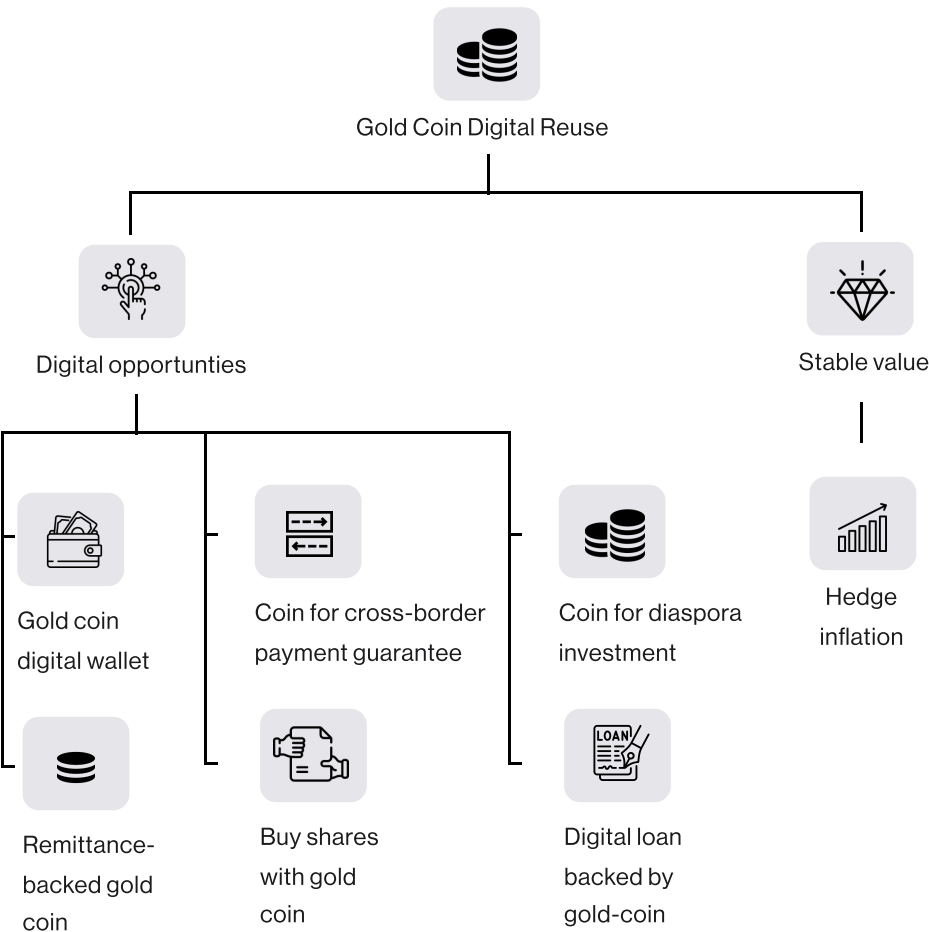 Gold Coin Digital Reuse
Digital opportunties
Stable value
Gold coin
digital wallet
Coin for cross-border
payment guarantee
Coin for diaspora
investment
Hedge
inflation
Remittance-
backed gold
coin
Buy shares
with gold
coin
LOAN
Digital loan
backed by
gold-coin